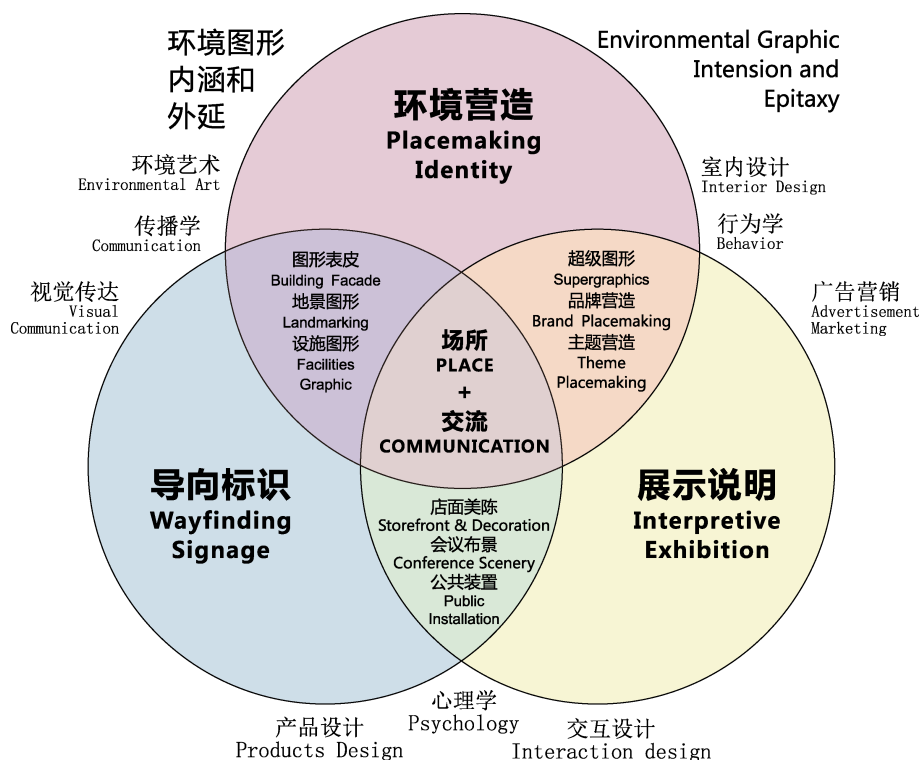 环境图形
内涵和
外延
Environmental Graphic
Intension and
Epitaxy
环境营造
Placemaking
Identity
环境艺术
Environmental Art
室内设计
Interior Design
传播学
Communication
行为学
Behavior
视觉传达
Visual
Communication
广告营销
Advertisement
Marketing
图形表皮
Building Facade
地景图形
Landmarking
设施图形
Facilities
Graphic
超级图形
Supergraphics
品牌营造
Brand Placemaking
主题营造
Theme
Placemaking
场所
PLACE
+
交流
COMMUNICATION
导向标识
Wayfinding
Signage
展示说明
Interpretive
Exhibition
店面美陈
Storefront & Decoration
会议布景
Conference Scenery
公共装置
Public
Installation
心理学
Psychology
产品设计
Products Design
交互设计
Interaction design